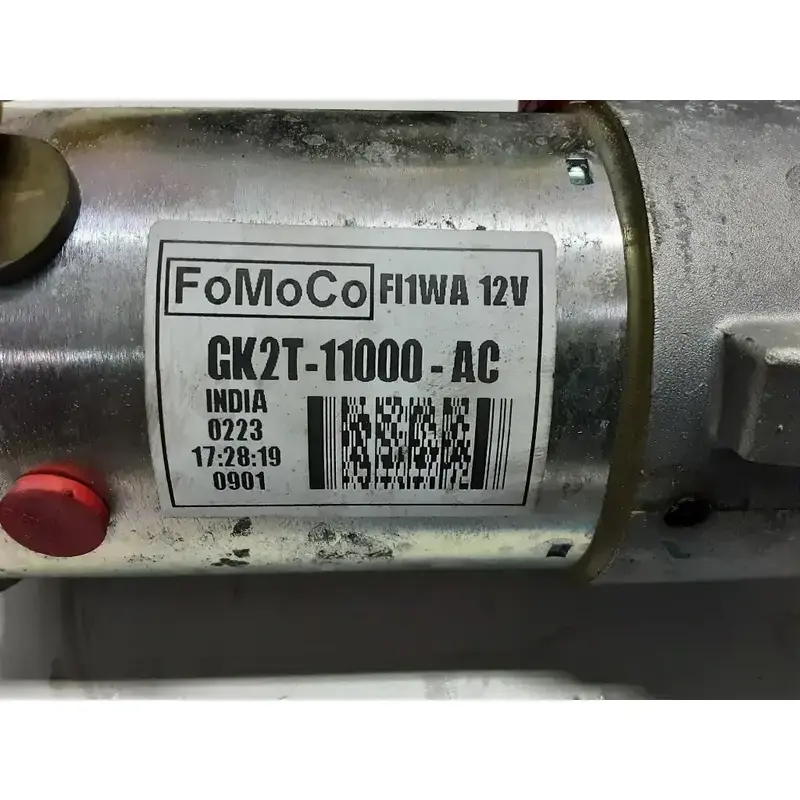 FoMoCo FI1WA 12V
GK2T-11000-AC
INDIA
0223
17:28:19
0901